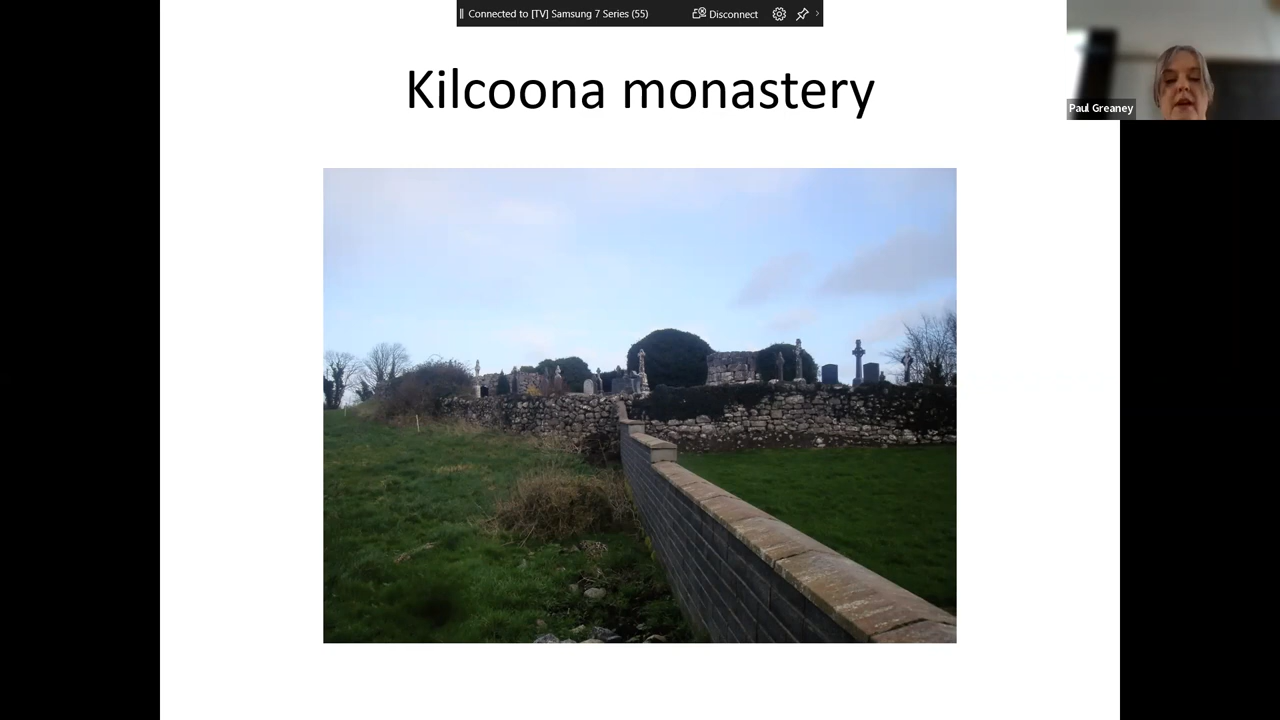 Connected to [TV] Samsung 7 Series (55)
Disconnect
Kilcoona monastery
Paul Greaney